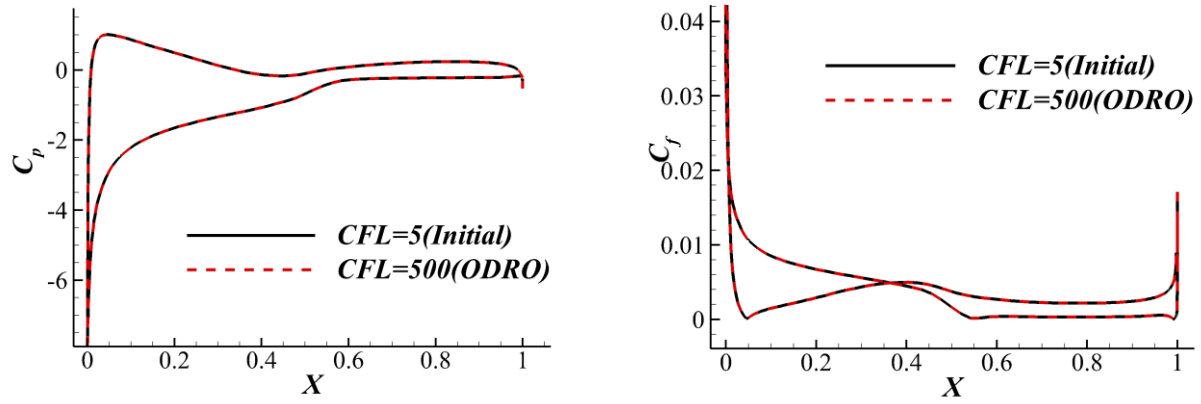 0
-2
-4
-6
C_p
CFL=5(Initial)
CFL=500(ODRO)
0 0.2 0.4 0.6 0.8 1
X
0.04
0.03
0.02
0.01
0
C_f
CFL=5(Initial)
CFL=500(ODRO)
0 0.2 0.4 0.6 0.8 1
X